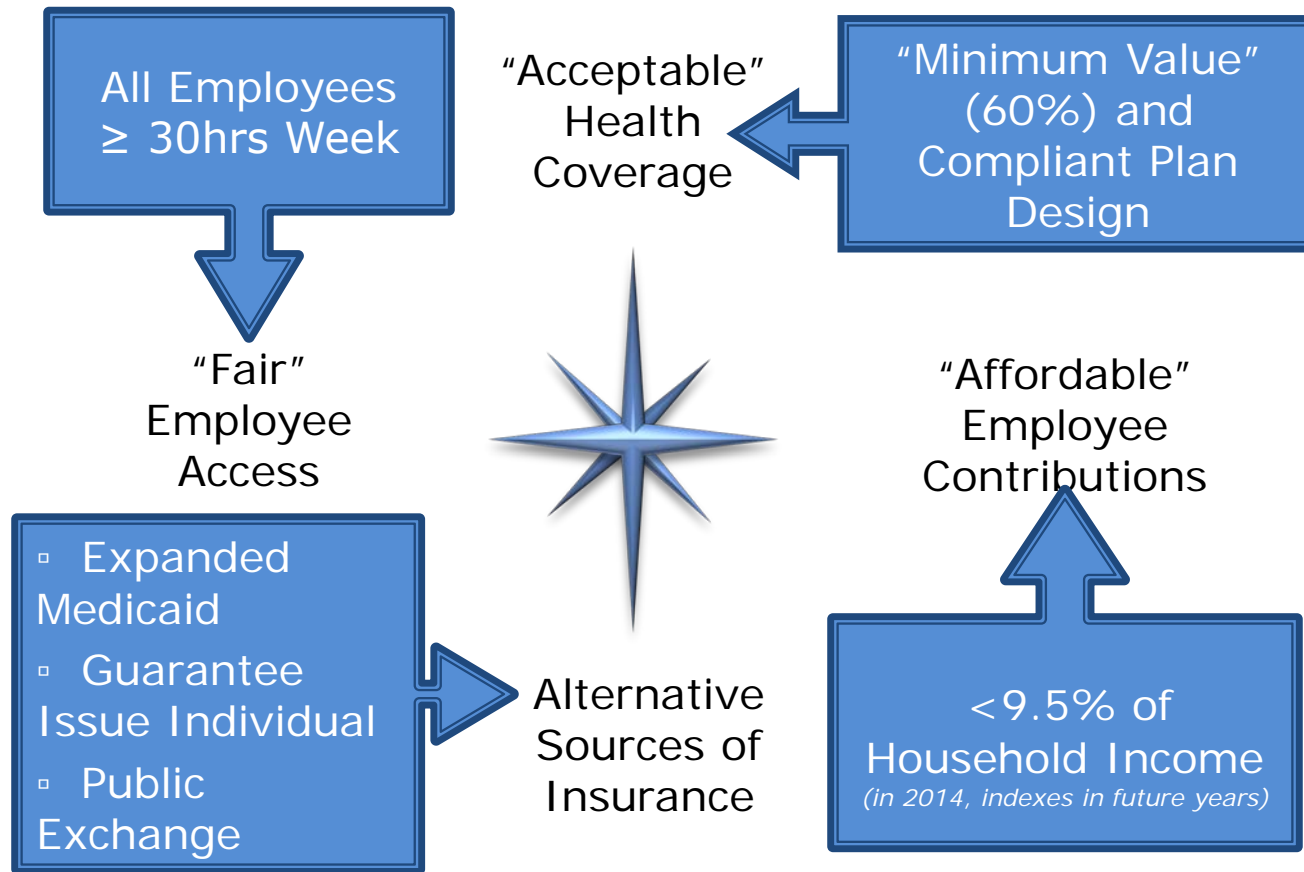 All Employees
≥ 30hrs Week
“Acceptable”
Health
Coverage
“Minimum Value”
(60%) and
Compliant Plan
Design
“Fair”
Employee
Access
“Affordable”
Employee
Contributions
▫ Expanded
Medicaid
▫ Guarantee
Issue Individual
▫ Public
Exchange
Alternative
Sources of
Insurance
<9.5% of
Household Income
(in 2014, indexes in future years)